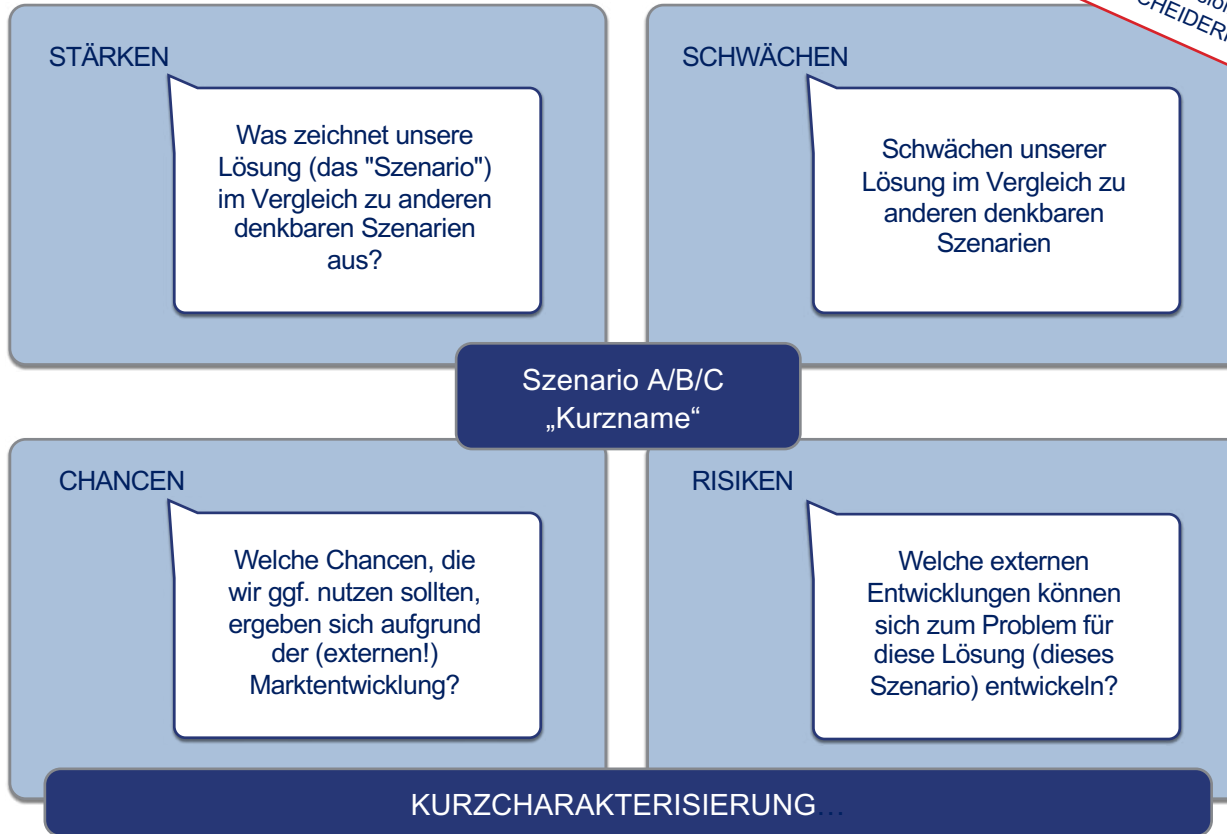 STÄRKEN
Was zeichnet unsere
Lösung (das "Szenario")
im Vergleich zu anderen
denkbaren Szenarien
aus?
SCHWÄCHEN
Schwächen unserer
Lösung im Vergleich zu
anderen denkbaren
Szenarien
Szenario A/B/C
„Kurzname“
CHANCEN
Welche Chancen, die
wir ggf. nutzen sollten,
ergeben sich aufgrund
der (externen!)
Marktentwicklung?
RISIKEN
Welche externen
Entwicklungen können
sich zum Problem für
diese Lösung (dieses
Szenario) entwickeln?
KURZCHARAKTERISIERUNG…